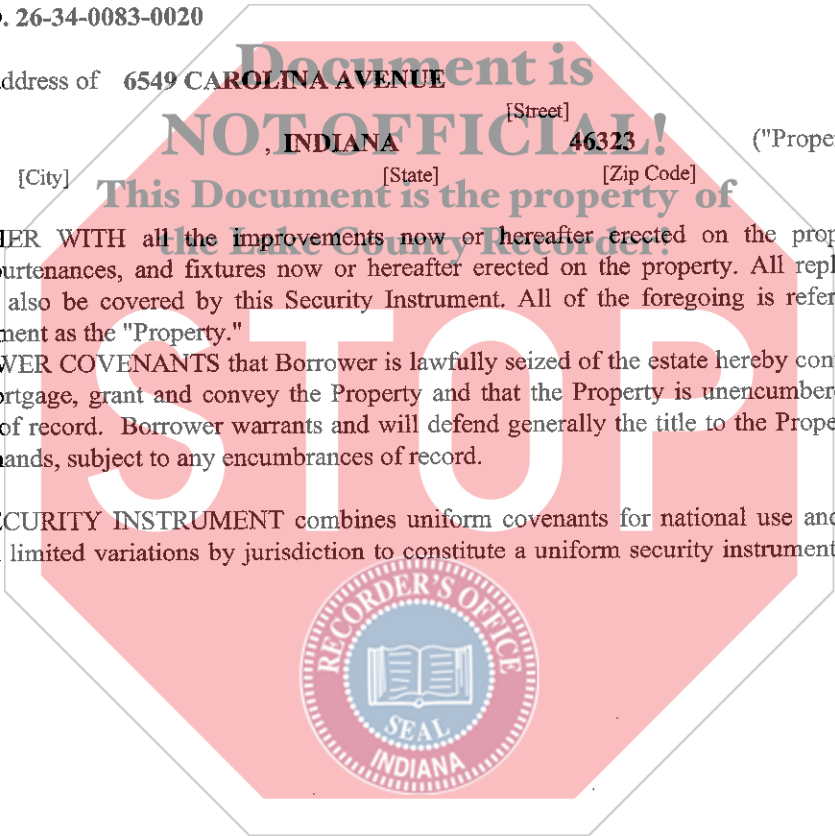 . 26-34-0083-0020
Document is
ddress of 6549 CAROLINA AVENUE
[Street]
NOT OFFICIAL!
, INDIANA 46323 ("Proper
[City] [State] [Zip Code]
This Document is the property of
the Lake County Recorder!
IER WITH all the improvements now or hereafter erected on the prop
ourtenances, and fixtures now or hereafter erected on the property. All repl
also be covered by this Security Instrument. All of the foregoing is refer
ment as the "Property."
WER COVENANTS that Borrower is lawfully seized of the estate hereby con
ortgage, grant and convey the Property and that the Property is unencumber
of record. Borrower warrants and will defend generally the title to the Prope
ands, subject to any encumbrances of record.
STOP
ECURITY INSTRUMENT combines uniform covenants for national use and
limited variations by jurisdiction to constitute a uniform security instrument
RECORDER'S OFFICE
SEAL
INDIANA